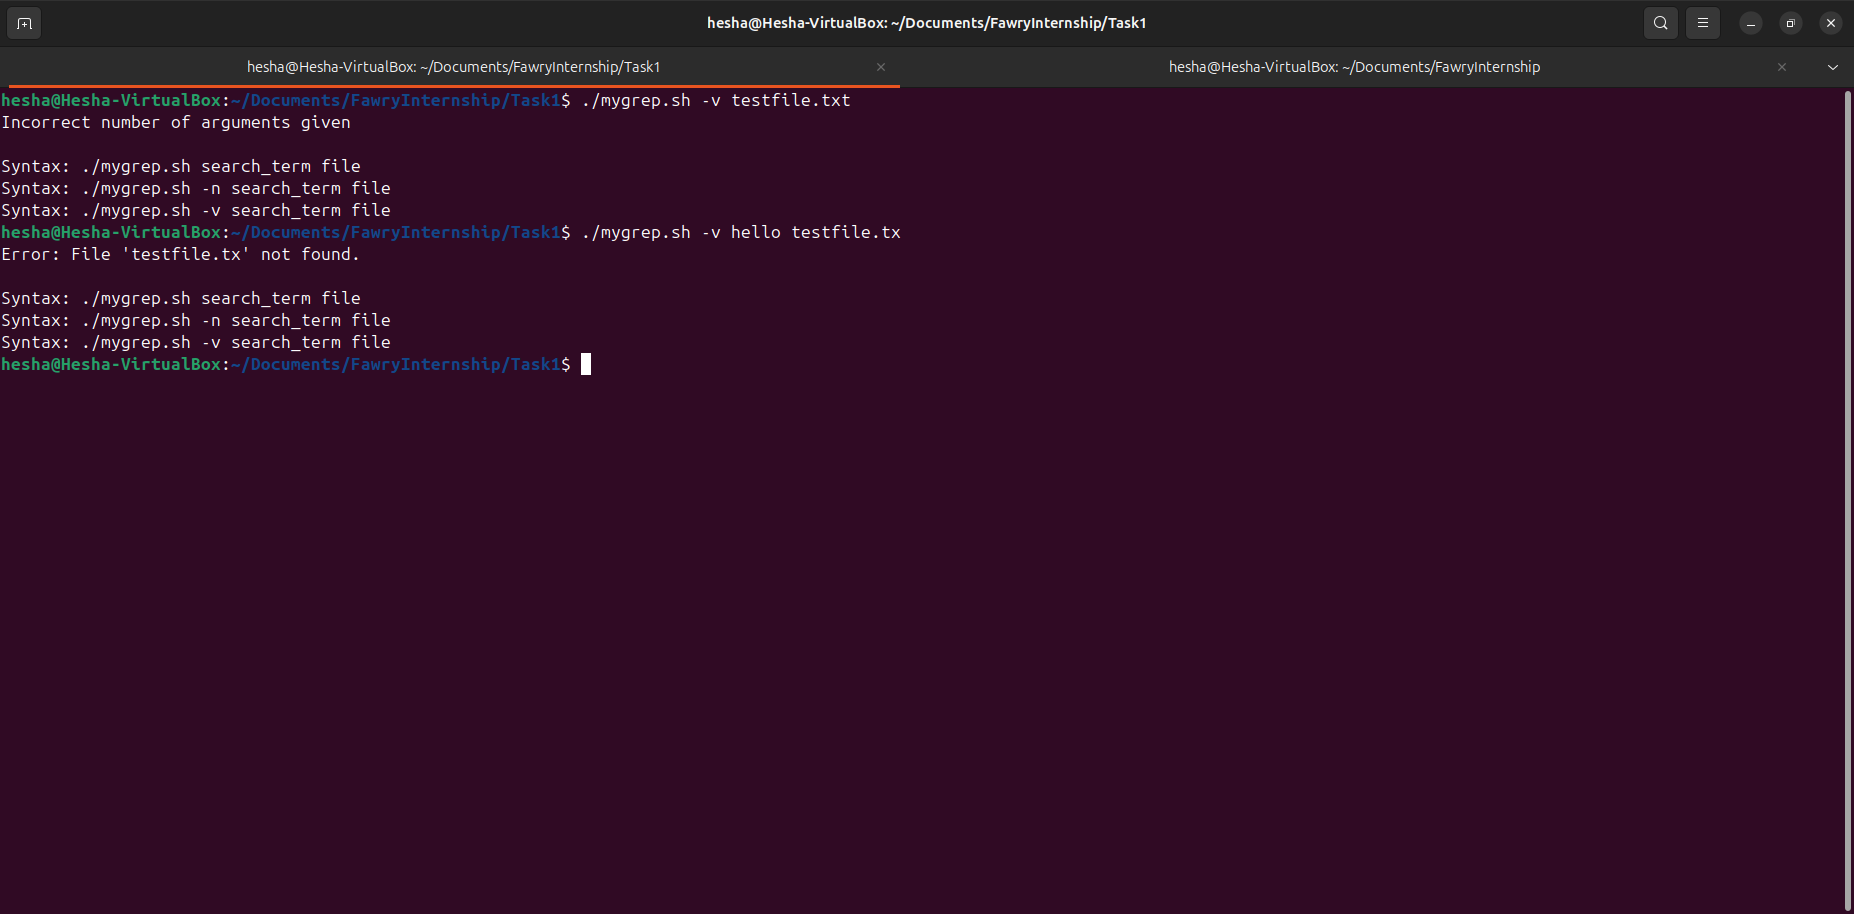 hesha@Hesha-VirtualBox: ~/Documents/FawryInternship/Task1
hesha@Hesha-VirtualBox: ~/Documents/FawryInternship/Task1
hesha@Hesha-VirtualBox: ~/Documents/FawryInternship
hesha@Hesha-VirtualBox:~/Documents/FawryInternship/Task1$ ./mygrep.sh -v testfile.txt
Incorrect number of arguments given
Syntax: ./mygrep.sh search_term file
Syntax: ./mygrep.sh -n search_term file
Syntax: ./mygrep.sh -v search_term file
hesha@Hesha-VirtualBox:~/Documents/FawryInternship/Task1$ ./mygrep.sh -v hello testfile.tx
Error: File 'testfile.tx' not found.
Syntax: ./mygrep.sh search_term file
Syntax: ./mygrep.sh -n search_term file
Syntax: ./mygrep.sh -v search_term file
hesha@Hesha-VirtualBox:~/Documents/FawryInternship/Task1$